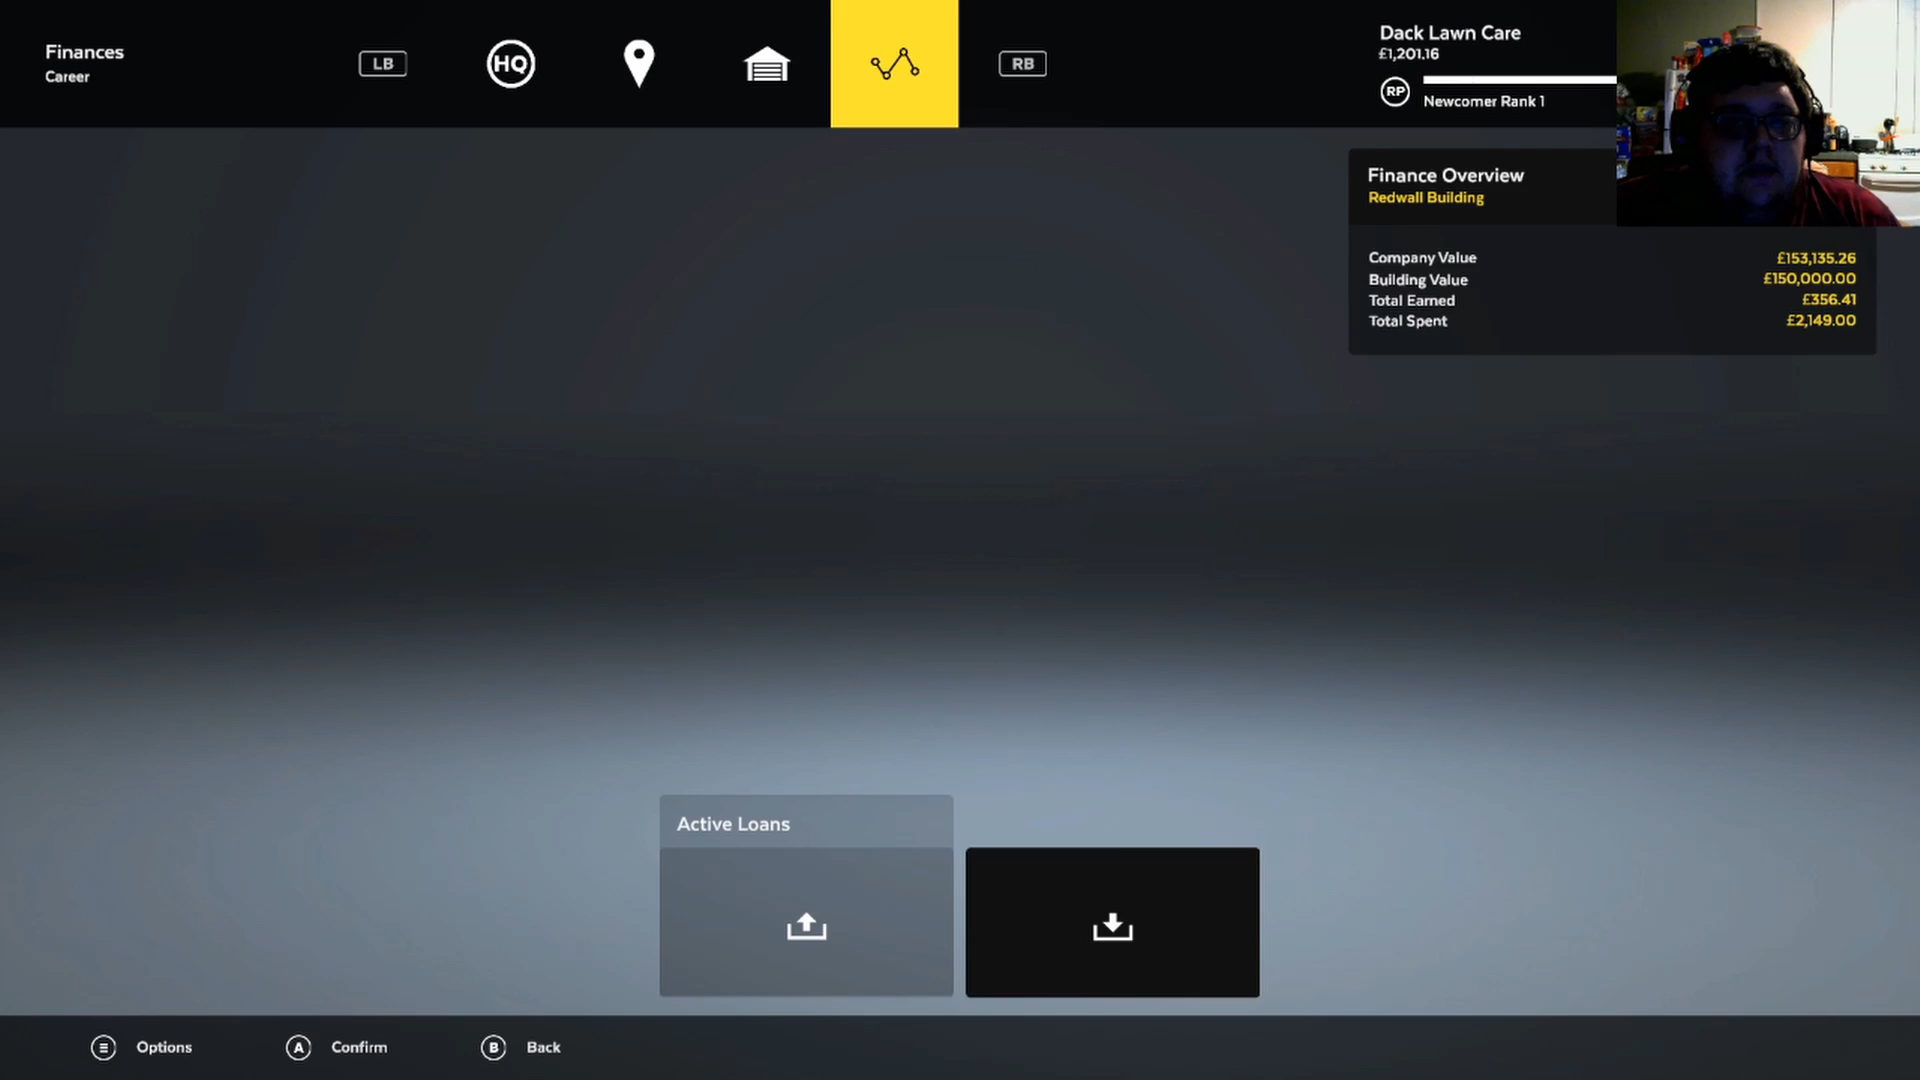 Finances
Career
LB
HQ
RB
Dack Lawn Care
£1,201.16
RP
Newcomer Rank 1
Finance Overview
Redwall Building
Company Value £153,135.26
Building Value £150,000.00
Total Earned £356.41
Total Spent £2,149.00
Active Loans
Options
A Confirm
B Back